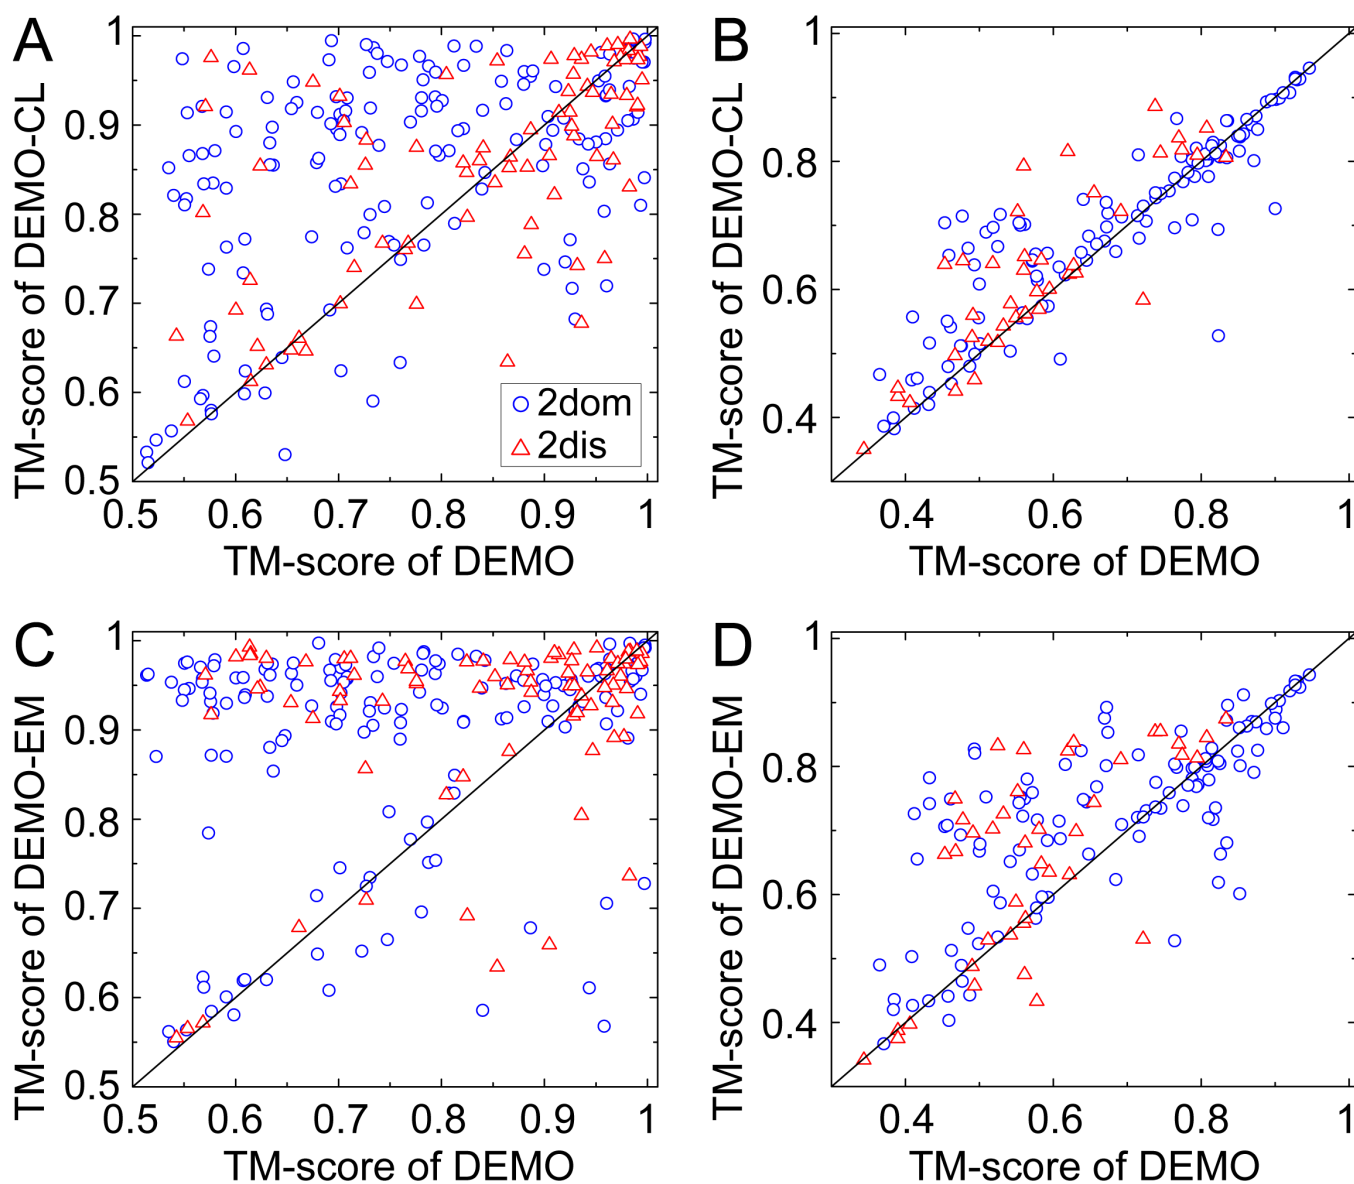 A
1
0.9
0.8
0.7
0.6
0.5
TM-score of DEMO-CL
2dom
2dis
0.5 0.6 0.7 0.8 0.9 1
TM-score of DEMO
B
1
0.8
0.6
0.4
TM-score of DEMO-CL
0.4 0.6 0.8 1
TM-score of DEMO
C
1
0.9
0.8
0.7
0.6
0.5
TM-score of DEMO-EM
0.5 0.6 0.7 0.8 0.9 1
TM-score of DEMO
D
1
0.8
0.6
0.4
TM-score of DEMO-EM
0.4 0.6 0.8 1
TM-score of DEMO